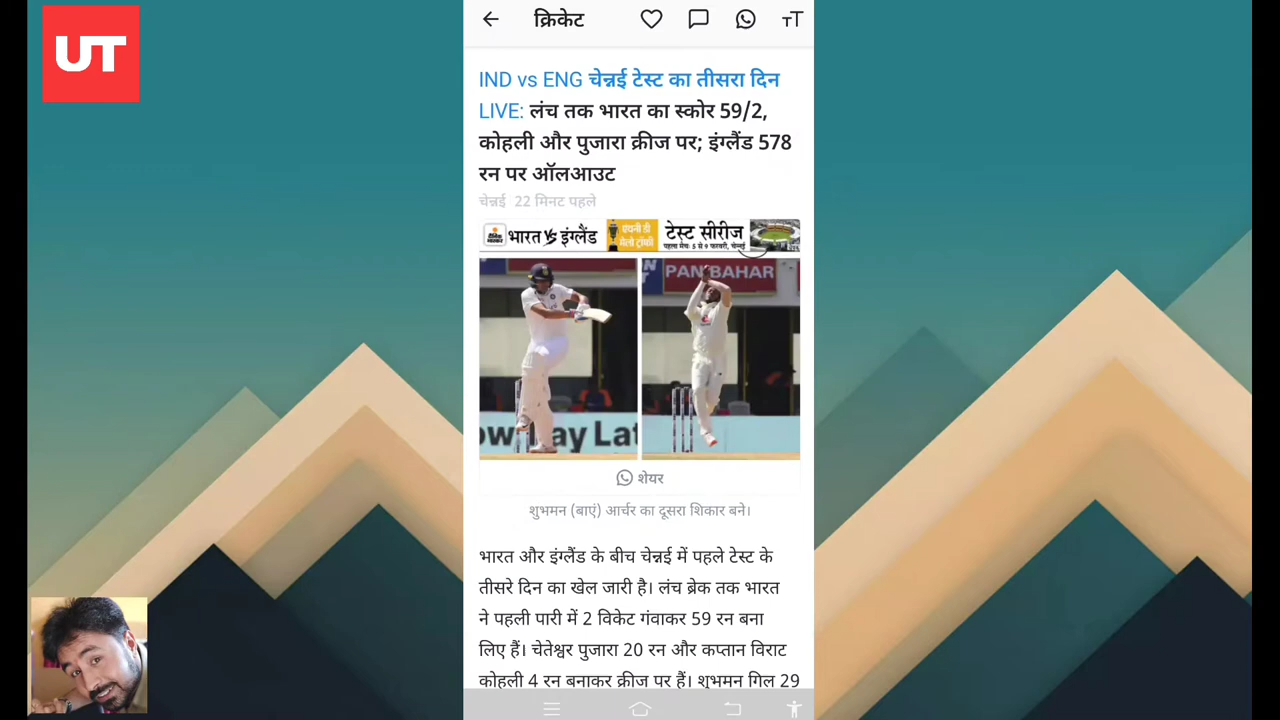 UT
क्रिकेट
TT
IND vs ENG चेन्नई टेस्ट का तीसरा दिन
LIVE: लंच तक भारत का स्कोर 59/2,
कोहली और पुजारा क्रीज पर; इंग्लैंड 578
रन पर ऑलआउट
चेन्नई 22 मिनट पहले
भारत VS इंग्लैंड
टेस्ट सीरीज
PAN BAHAR
शेयर
शुभमन (बाएं) आर्चर का दूसरा शिकार बने।
भारत और इंग्लैंड के बीच चेन्नई में पहले टेस्ट के
तीसरे दिन का खेल जारी है। लंच ब्रेक तक भारत
ने पहली पारी में 2 विकेट गंवाकर 59 रन बना
लिए हैं। चेतेश्वर पुजारा 20 रन और कप्तान विराट
कोहली 4 रन बनाकर क्रीज पर हैं। शुभमन गिल 29